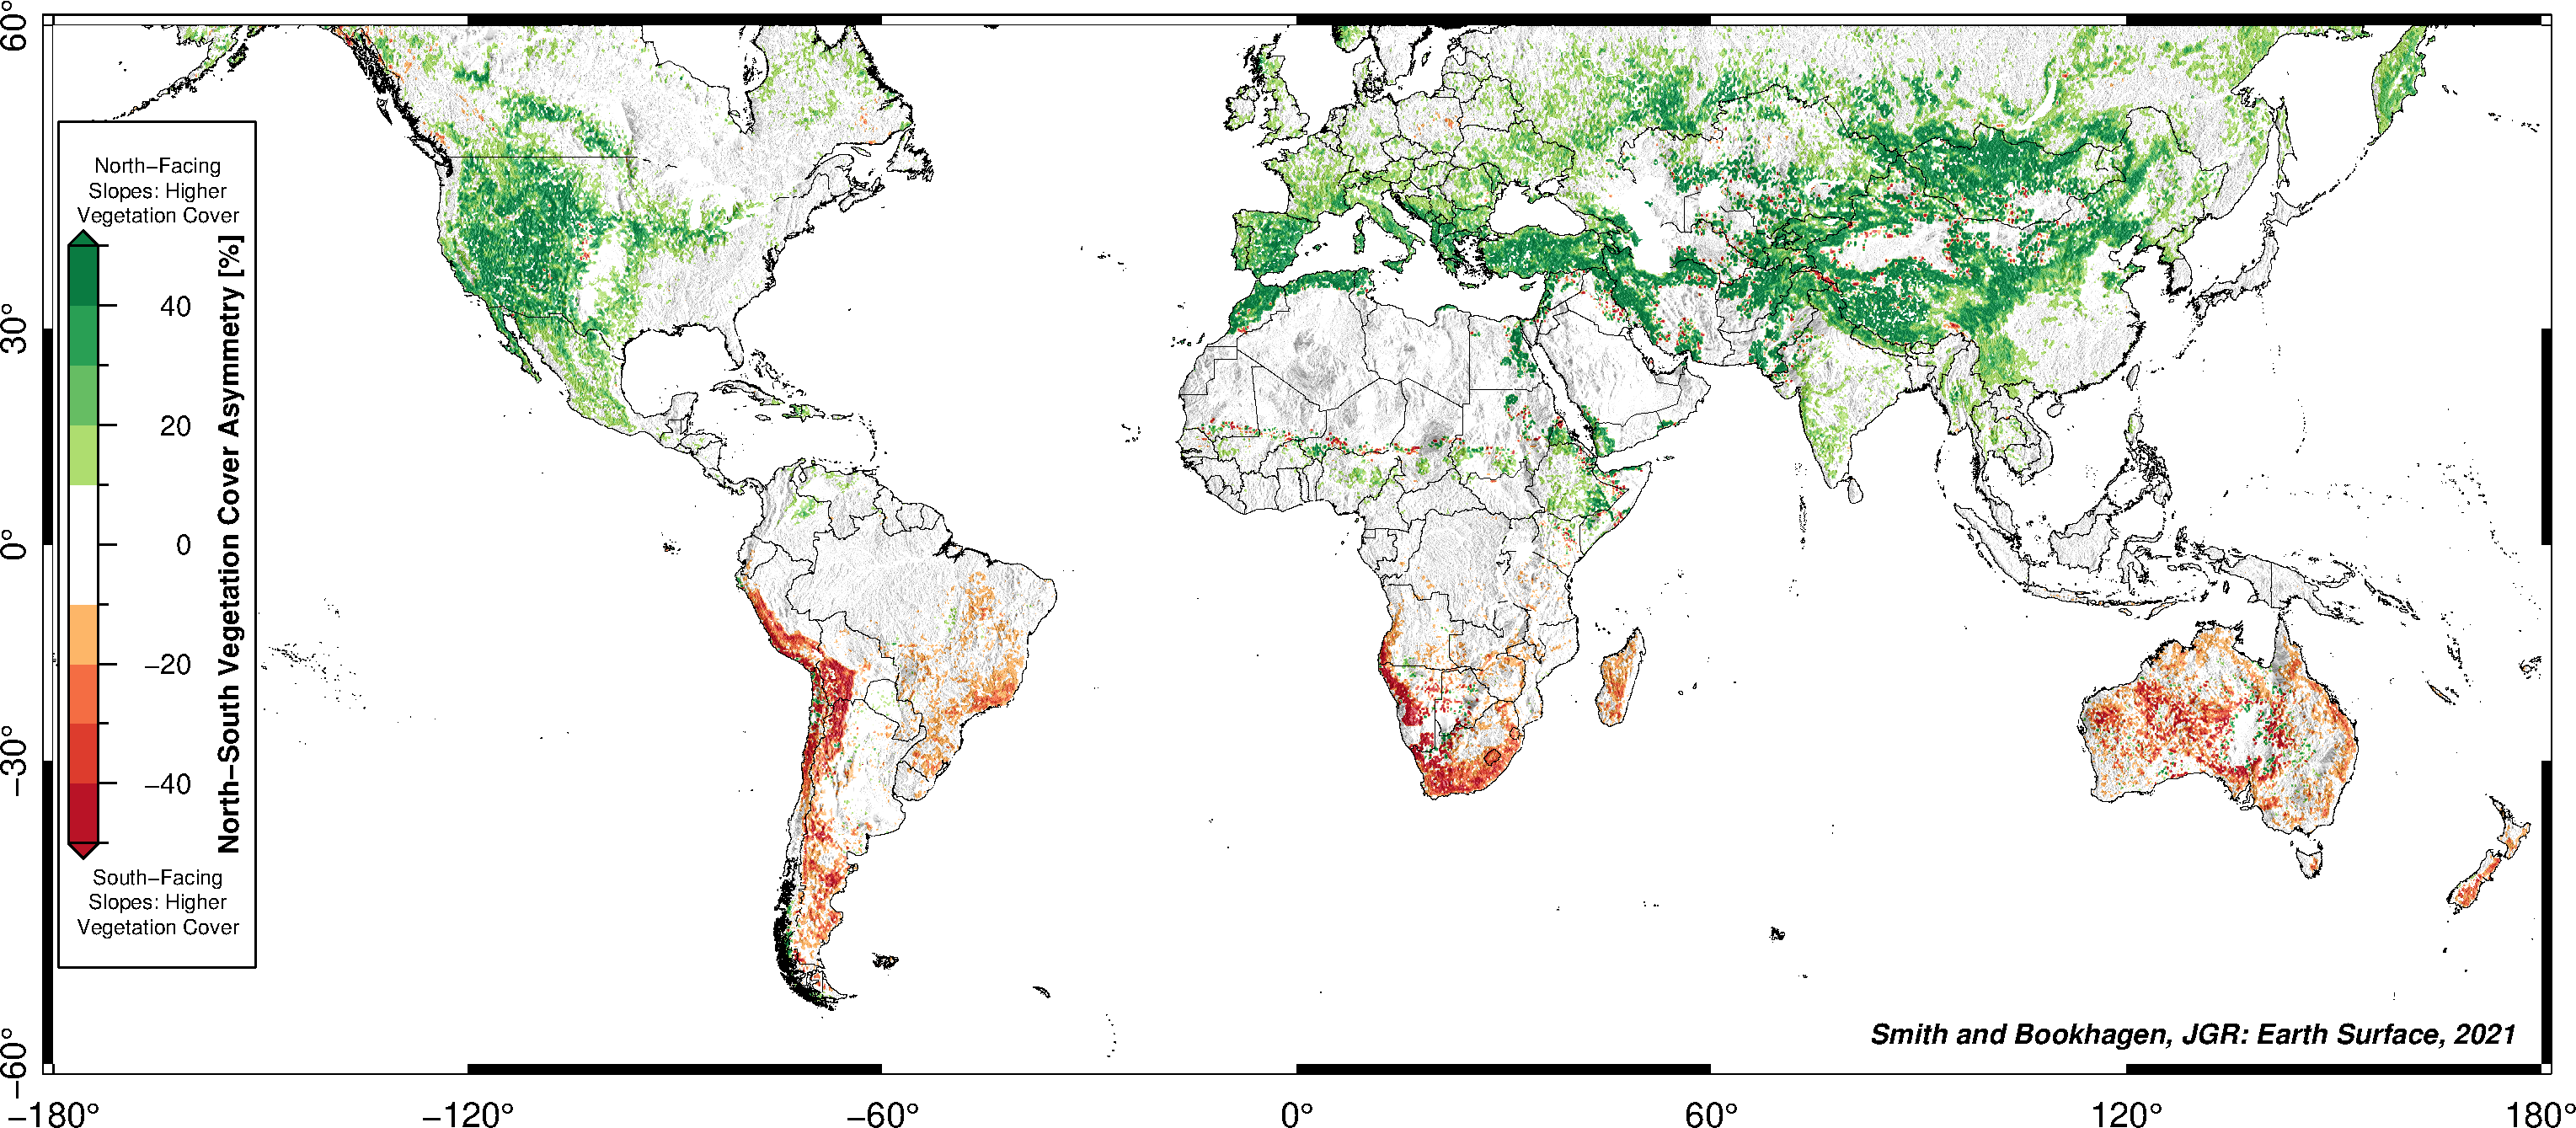 60°
30°
0°
−30°
−60°
North−Facing
Slopes: Higher
Vegetation Cover
40
20
0
−20
−40
North−South Vegetation Cover Asymmetry [%]
South−Facing
Slopes: Higher
Vegetation Cover
Smith and Bookhagen, JGR: Earth Surface, 2021
−180° −120° −60° 0° 60° 120° 180°